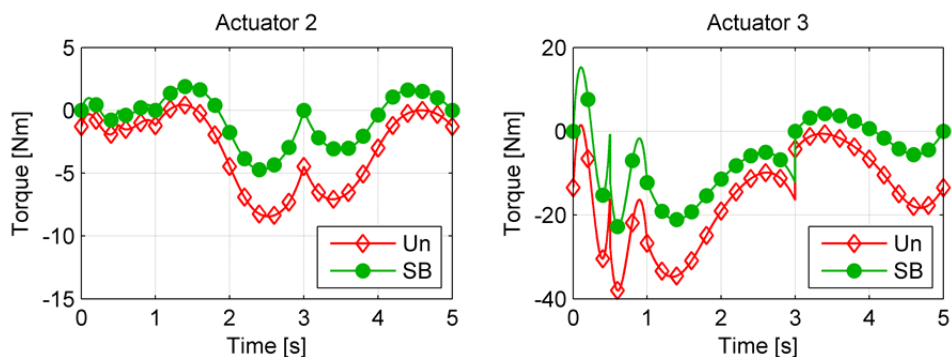 Actuator 2
5
0
-5
-10
-15
Torque [Nm]
Un
SB
0 1 2 3 4 5
Time [s]
Actuator 3
20
0
-20
-40
Torque [Nm]
Un
SB
0 1 2 3 4 5
Time [s]